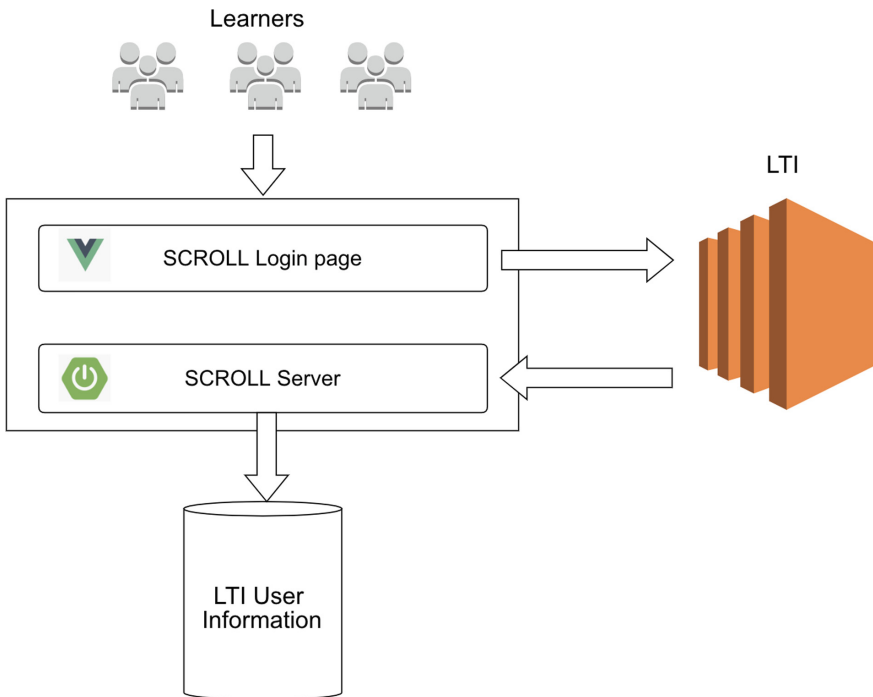 Learners
LTI
SCROLL Login page
SCROLL Server
LTI User
Information